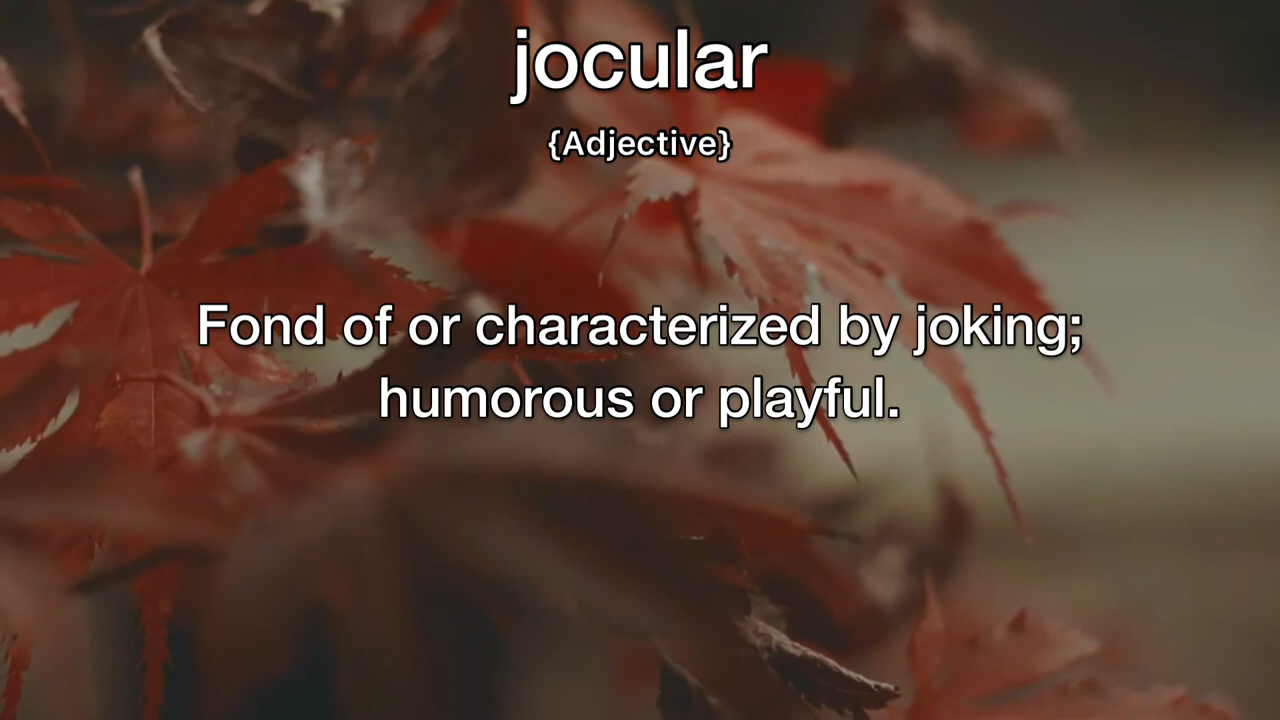 jocular
{Adjective}
Fond of or characterized by joking;
humorous or playful.